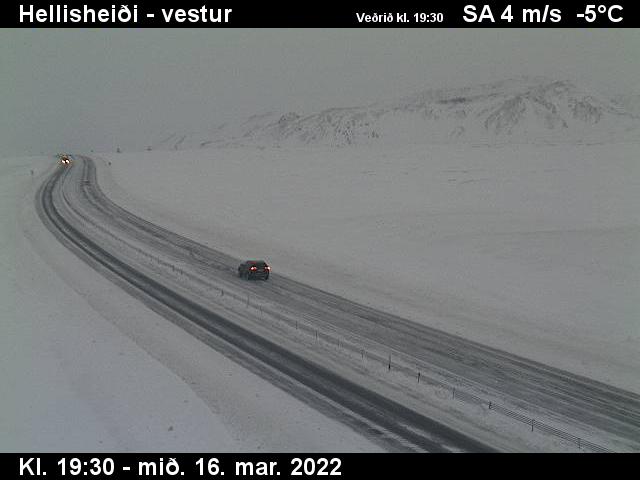 Hellisheiði - vestur Veðrið kl. 19:30 SA 4 m/s -5°C
Kl. 19:30 - mið. 16. mar. 2022